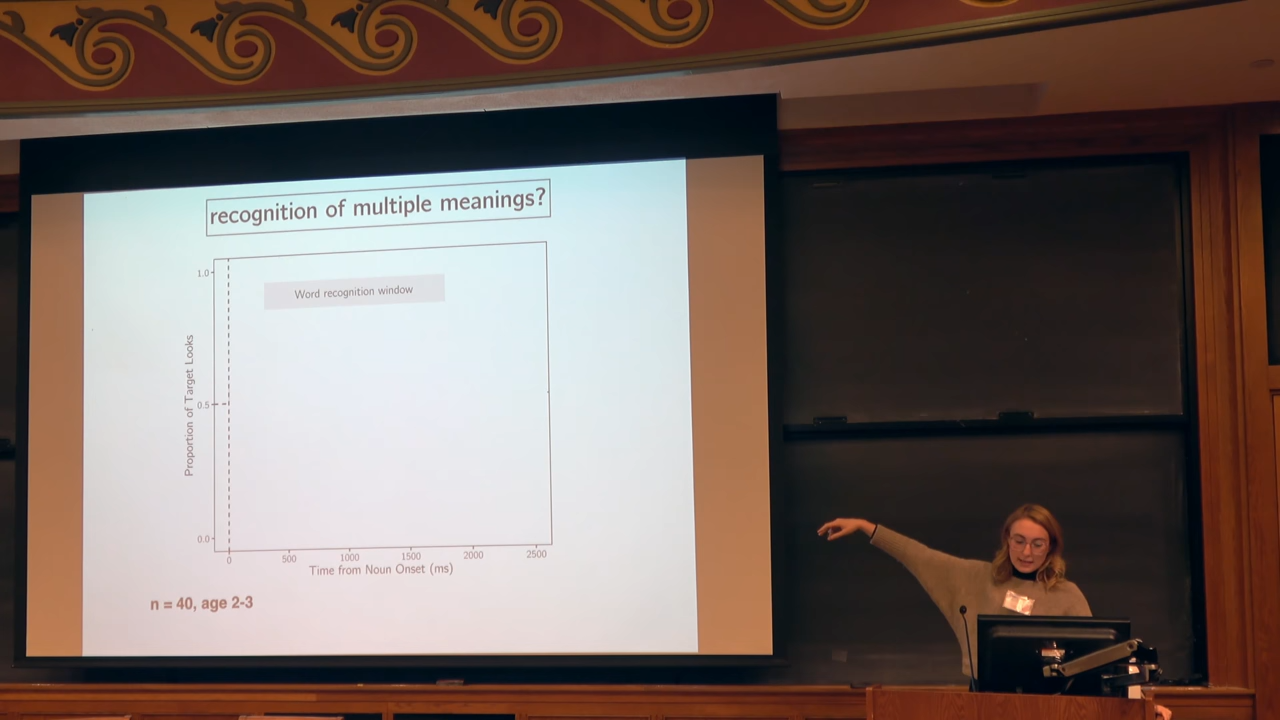 recognition of multiple meanings?
1.0
Word recognition window
Proportion of Target Looks
0.5
0.0
0 500 1000 1500 2000 2500
Time from Noun Onset (ms)
n = 40, age 2-3